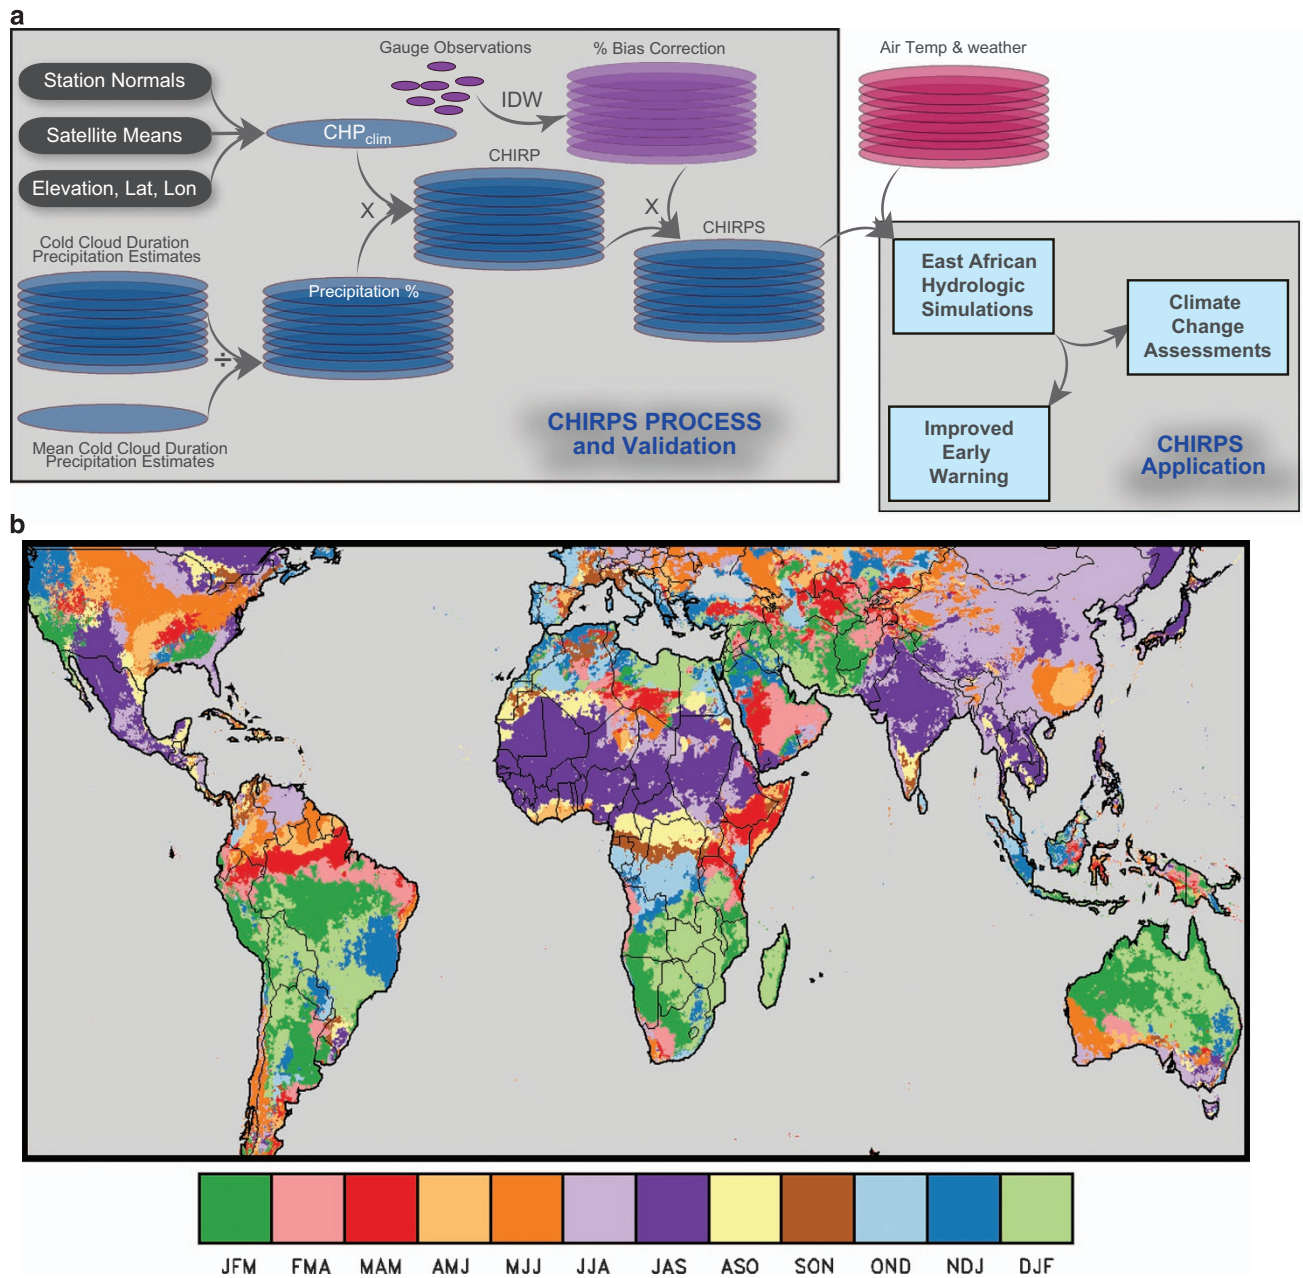 a
Gauge Observations
% Bias Correction
Air Temp & weather
Station Normals
Satellite Means
Elevation, Lat, Lon
IDW
CHPclim
CHIRP
X
X
CHIRPS
Cold Cloud Duration
Precipitation Estimates
Precipitation %
÷
Mean Cold Cloud Duration
Precipitation Estimates
CHIRPS PROCESS
and Validation
East African
Hydrologic
Simulations
Climate
Change
Assessments
Improved
Early
Warning
CHIRPS
Application
b
JFM FMA MAM AMJ MJJ JJA JAS ASO SON OND NDJ DJF